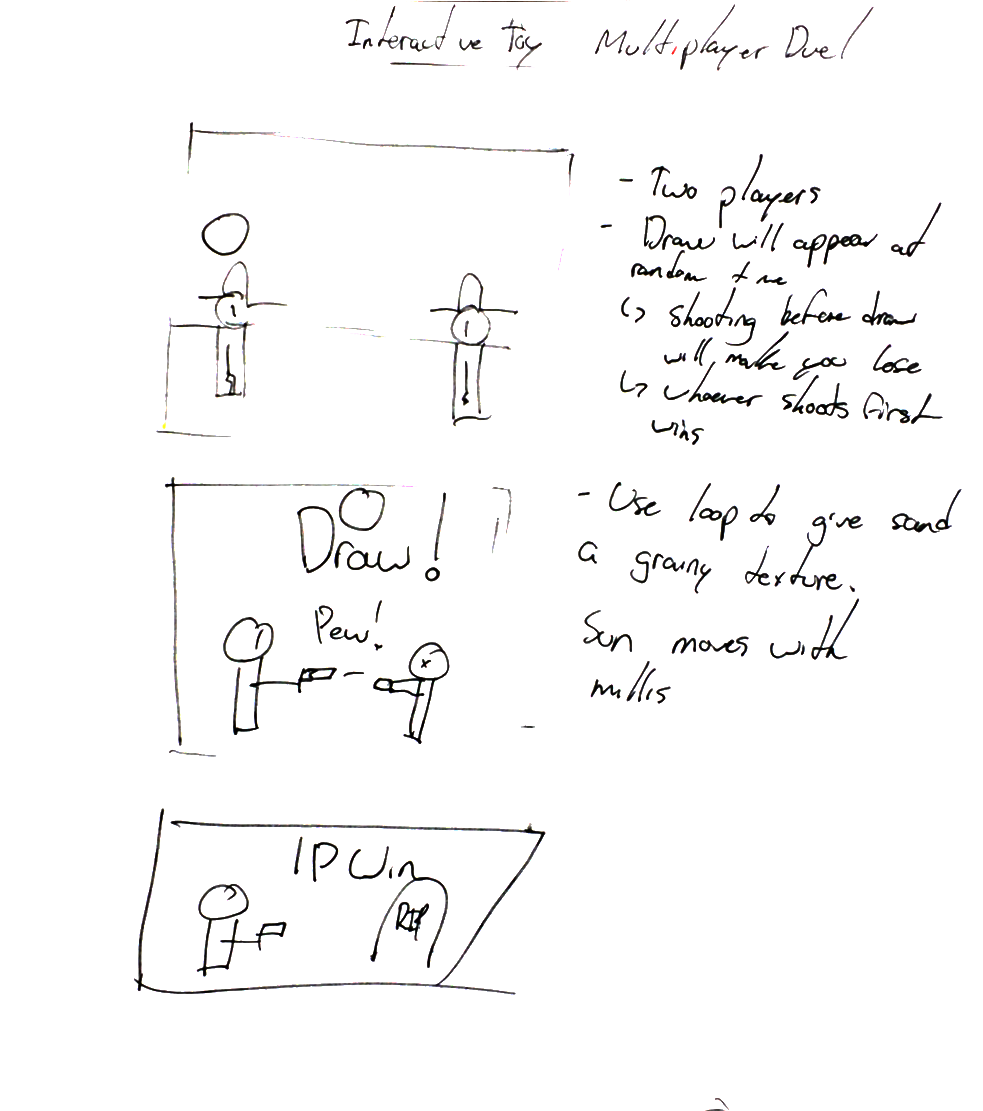 Interactive Toy Multiplayer Duel
- Two players
- Draw will appear at
random time
↳ shooting before draw
will make you lose
↳ whoever shoots first
wins
Draw!
Pew!
- Use loop to give sand
a grainy texture.
Sun moves with
millis
1P Win
RIP